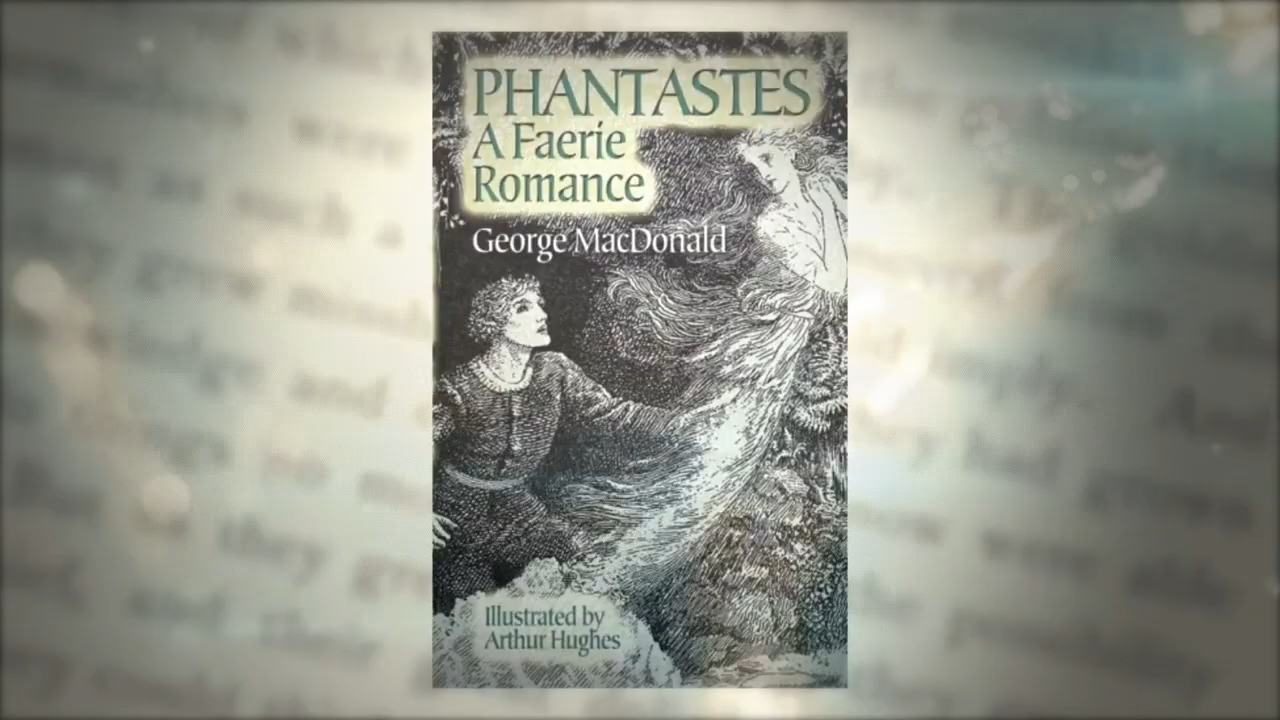 PHANTASTES
A Faerie
Romance
George MacDonald
Illustrated by
Arthur Hughes